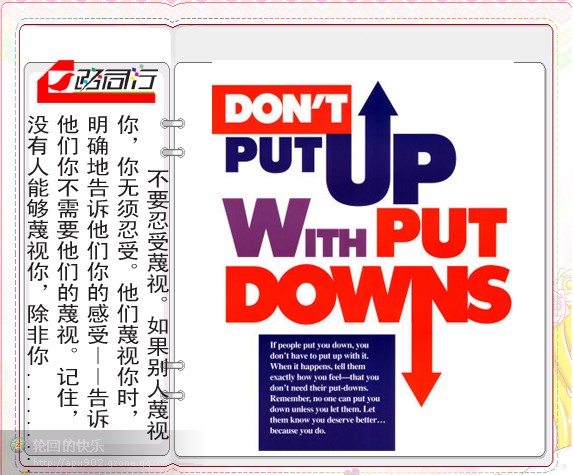 路同行
不要忍受蔑视。如果别人蔑视
你，你无须忍受。他们蔑视你时，
明确地告诉他们你的感受——告诉
他们你不需要他们的蔑视。记住，
没有人能够蔑视你，除非你…………
DON'T
PUT UP
WITH PUT
DOWNS
If people put you down, you
don't have to put up with it.
When it happens, tell them
exactly how you feel—that you
don't need their put-downs.
Remember, no one can put you
down unless you let them. Let
them know you deserve better…
because you do.
轮回的快乐